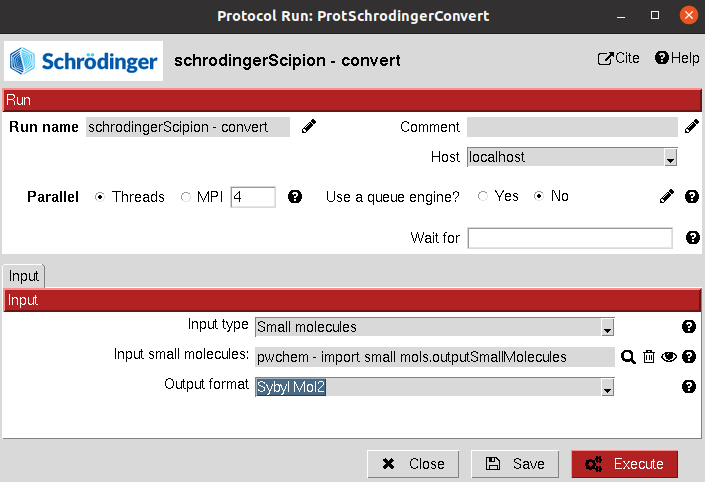 Protocol Run: ProtSchrodingerConvert
Schrödinger schrodingerScipion - convert Cite Help
Run
Run name schrodingerScipion - convert Comment
Host localhost
Parallel Threads MPI 4 Use a queue engine? Yes No
Wait for
Input
Input
Input type Small molecules
Input small molecules: pwchem - import small mols.outputSmallMolecules
Output format Sybyl Mol2
Close Save Execute